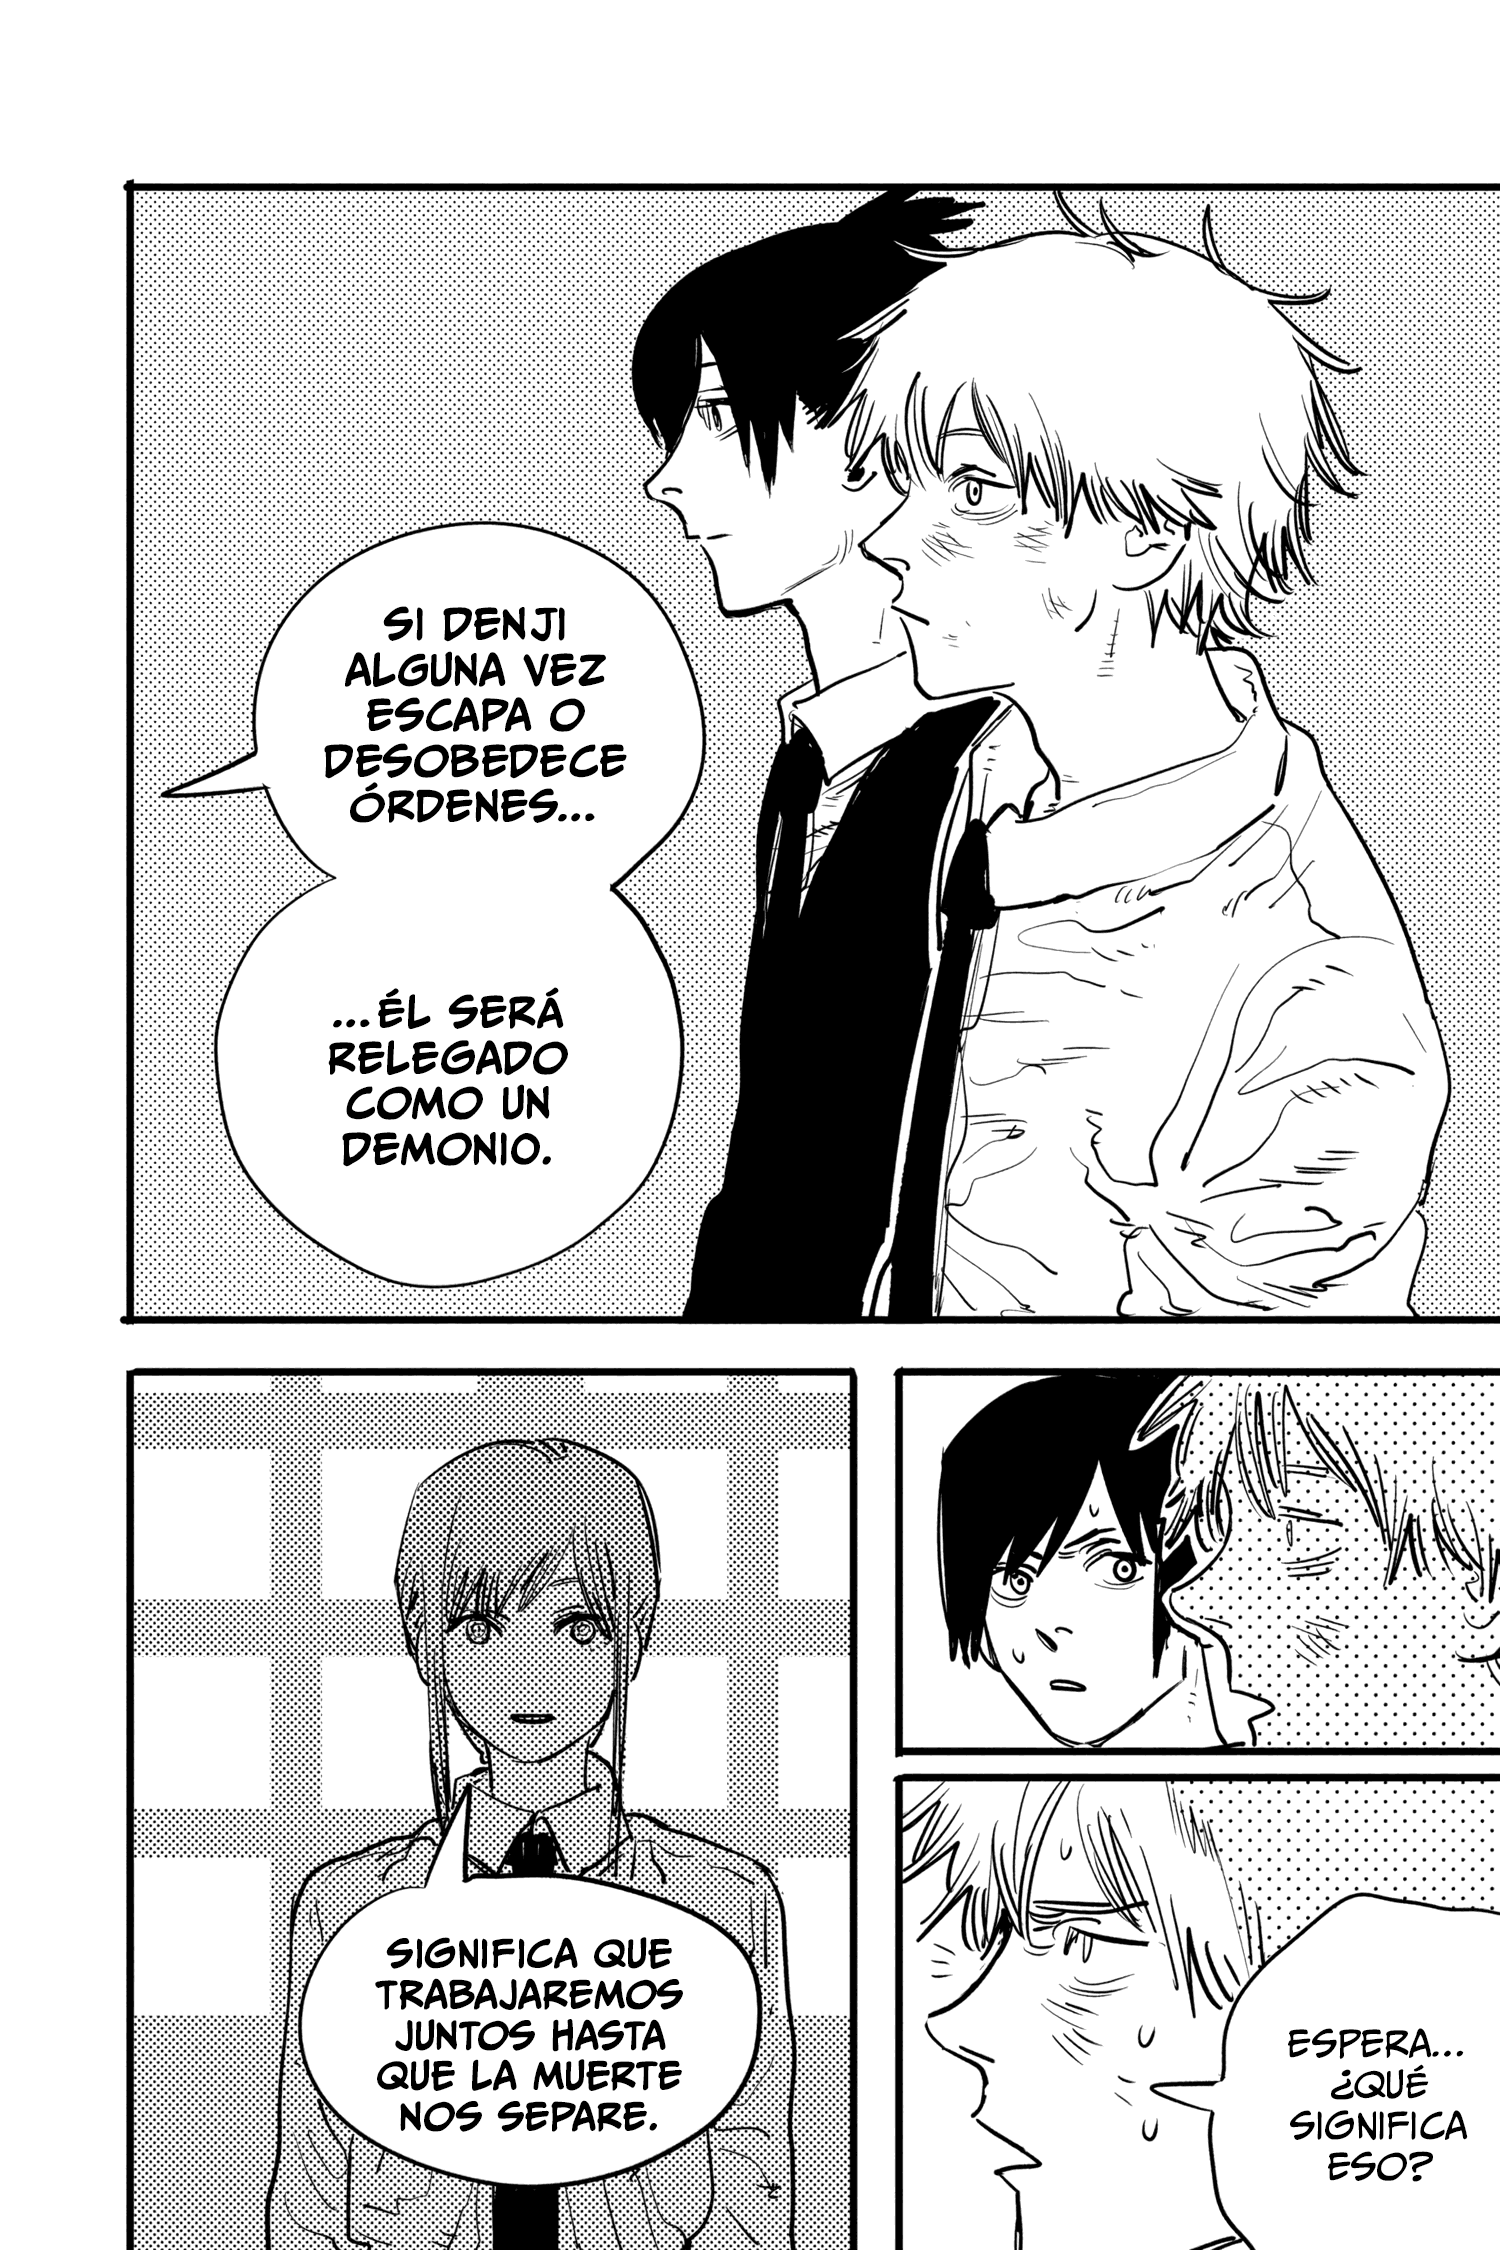 SI DENJI
ALGUNA VEZ
ESCAPA O
DESOBEDECE
ÓRDENES...
...ÉL SERÁ
RELEGADO
COMO UN
DEMONIO.
ESPERA...
¿QUÉ
SIGNIFICA
ESO?
SIGNIFICA QUE
TRABAJAREMOS
JUNTOS HASTA
QUE LA MUERTE
NOS SEPARE.